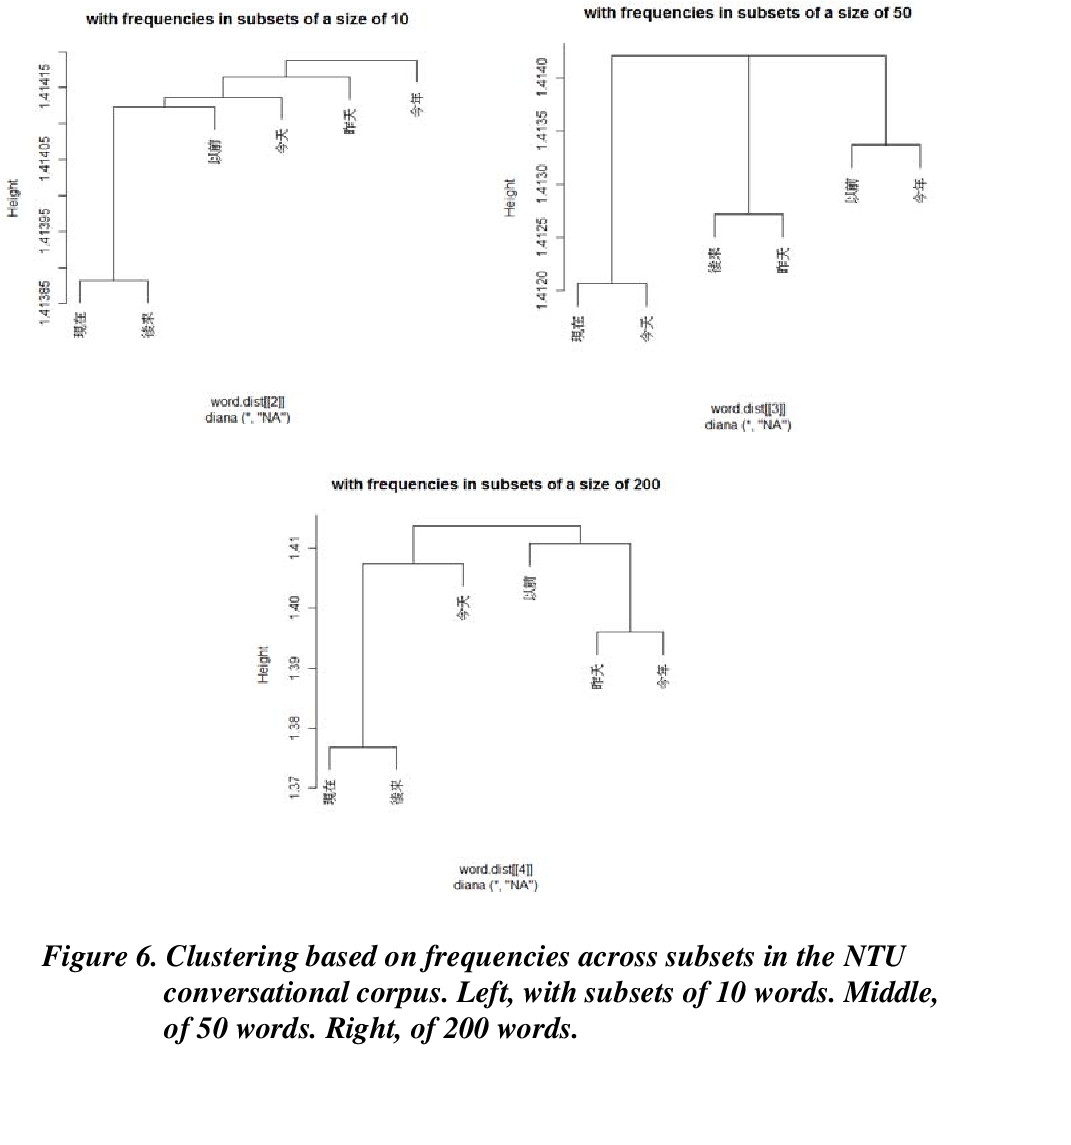 with frequencies in subsets of a size of 10
Height
1.41385
1.41395
1.41405
1.41415
現在
後來
以前
今天
昨天
今年
word.dist[[2]]
diana (*, "NA")
with frequencies in subsets of a size of 50
Height
1.4120
1.4125
1.4130
1.4135
1.4140
現在
今天
後來
昨天
以前
今年
word.dist[[3]]
diana (*, "NA")
with frequencies in subsets of a size of 200
Height
1.37
1.38
1.39
1.40
1.41
現在
後來
今天
以前
昨天
今年
word.dist[[4]]
diana (*, "NA")
Figure 6. Clustering based on frequencies across subsets in the NTU
conversational corpus. Left, with subsets of 10 words. Middle,
of 50 words. Right, of 200 words.